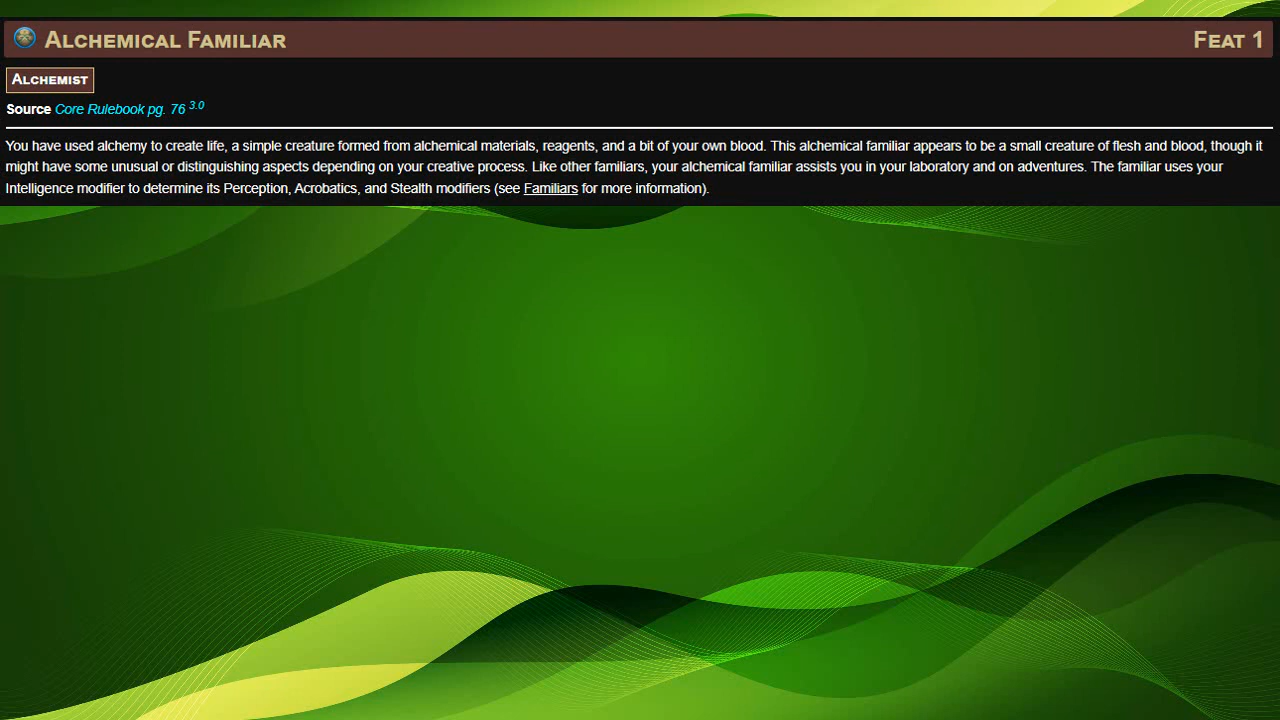 Alchemical Familiar Feat 1
Alchemist
Source Core Rulebook pg. 76 3.0
You have used alchemy to create life, a simple creature formed from alchemical materials, reagents, and a bit of your own blood. This alchemical familiar appears to be a small creature of flesh and blood, though it
might have some unusual or distinguishing aspects depending on your creative process. Like other familiars, your alchemical familiar assists you in your laboratory and on adventures. The familiar uses your
Intelligence modifier to determine its Perception, Acrobatics, and Stealth modifiers (see Familiars for more information).